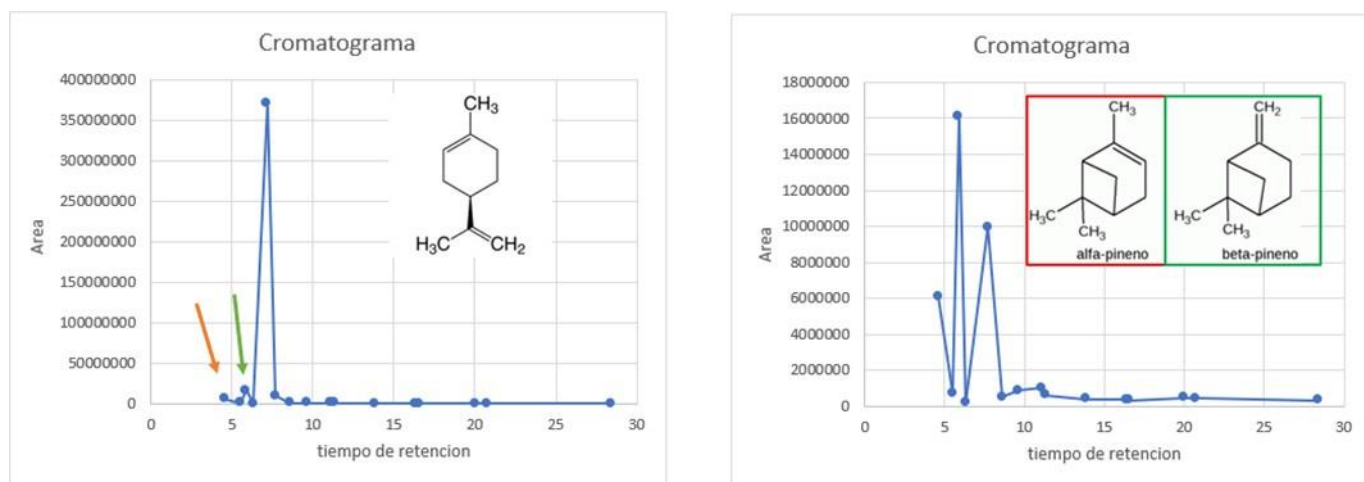 Cromatograma
Area
400000000
350000000
300000000
250000000
200000000
150000000
100000000
50000000
0
0 5 10 15 20 25 30
tiempo de retencion
CH₃
H₃C CH₂
Cromatograma
Area
18000000
16000000
14000000
12000000
10000000
8000000
6000000
4000000
2000000
0
0 5 10 15 20 25 30
tiempo de retencion
CH₃
H₃C
CH₃
alfa-pineno
CH₂
H₃C
CH₃
beta-pineno